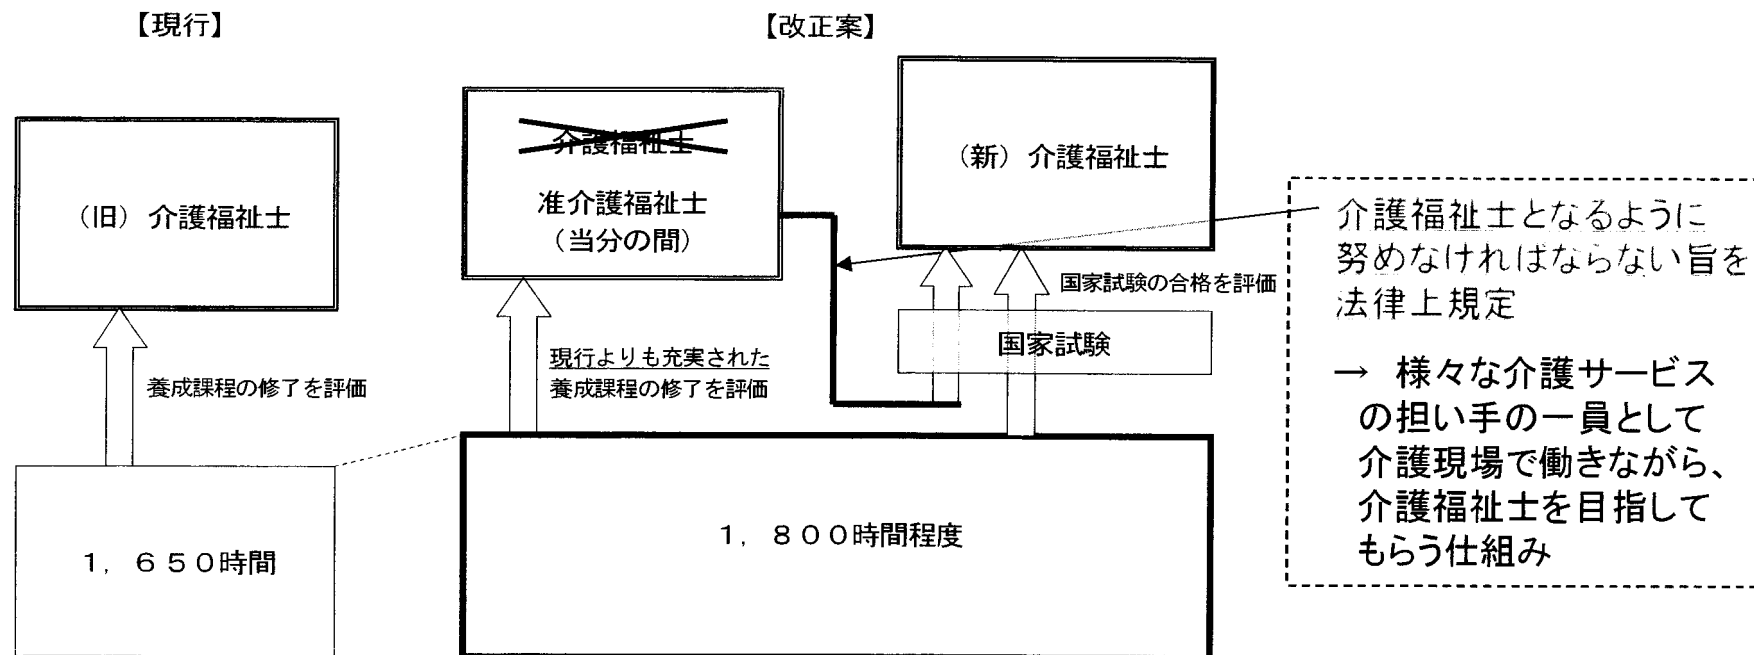 【現行】
【改正案】
(旧)介護福祉士
介護福祉士
准介護福祉士
(当分の間)
(新)介護福祉士
養成課程の修了を評価
現行よりも充実された
養成課程の修了を評価
国家試験の合格を評価
国家試験
1,650時間
1,800時間程度
介護福祉士となるように
努めなければならない旨を
法律上規定
→ 様々な介護サービス
の担い手の一員として
介護現場で働きながら、
介護福祉士を目指して
もらう仕組み